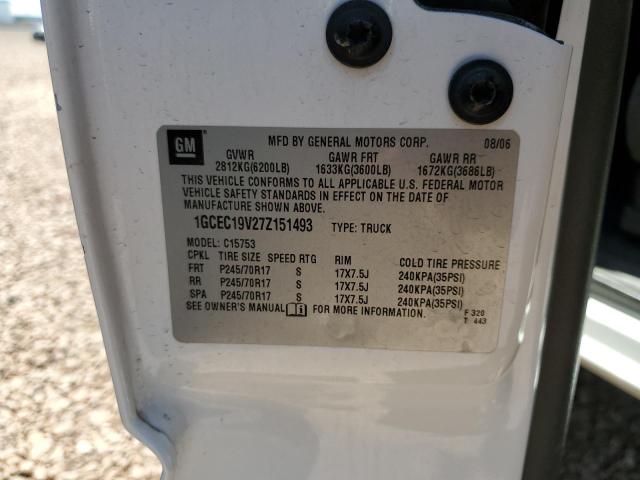 GM MFD BY GENERAL MOTORS CORP. 08/06
GVWR GAWR FRT GAWR RR
2812KG(6200LB) 1633KG(3600LB) 1672KG(3686LB)
THIS VEHICLE CONFORMS TO ALL APPLICABLE U.S. FEDERAL MOTOR
VEHICLE SAFETY STANDARDS IN EFFECT ON THE DATE OF
MANUFACTURE SHOWN ABOVE.
1GCEC19V27Z151493 TYPE: TRUCK
MODEL: C15753
CPKL TIRE SIZE SPEED RTG RIM COLD TIRE PRESSURE
FRT P245/70R17 S 17X7.5J 240KPA(35PSI)
RR P245/70R17 S 17X7.5J 240KPA(35PSI)
SPA P245/70R17 S 17X7.5J 240KPA(35PSI)
SEE OWNER'S MANUAL FOR MORE INFORMATION.
F 320
T 443